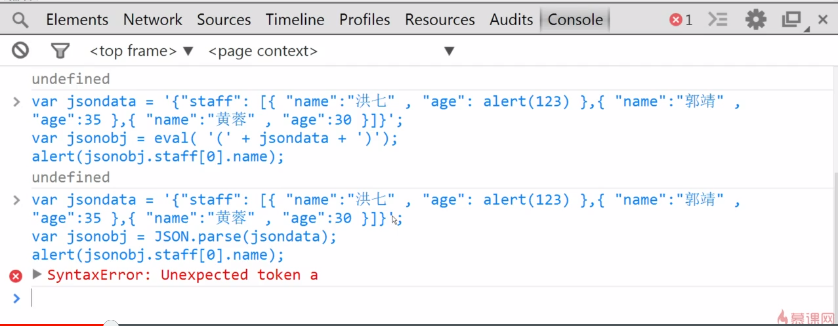 Elements Network Sources Timeline Profiles Resources Audits Console 1
<top frame> ▼ <page context> ▼
undefined
var jsondata = '{"staff": [{ "name":"洪七" , "age": alert(123) },{ "name":"郭靖" ,
"age":35 },{ "name":"黄蓉" , "age":30 }]}';
var jsonobj = eval( '(' + jsondata + ')');
alert(jsonobj.staff[0].name);
undefined
var jsondata = '{"staff": [{ "name":"洪七" , "age": alert(123) },{ "name":"郭靖" ,
"age":35 },{ "name":"黄蓉" , "age":30 }]}';
var jsonobj = JSON.parse(jsondata);
alert(jsonobj.staff[0].name);
SyntaxError: Unexpected token a
慕课网